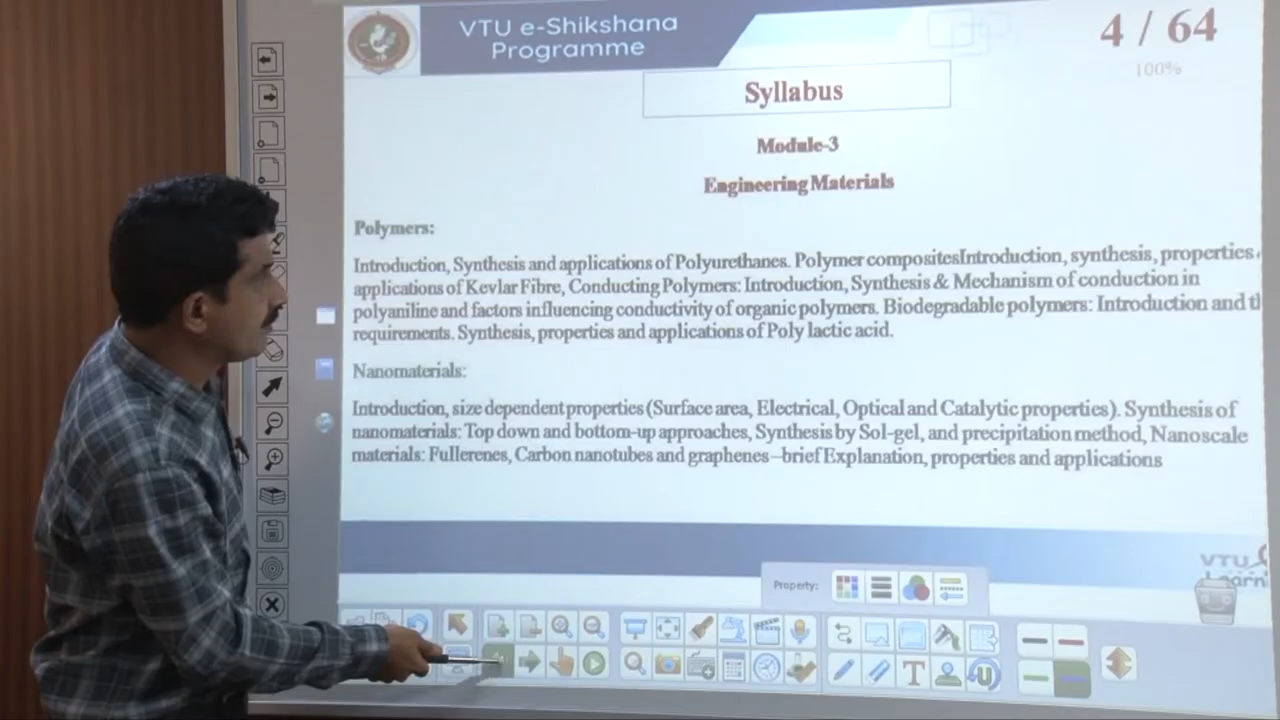 VTU e-Shikshana
Programme
4 / 64
100%
Syllabus
Module-3
Engineering Materials
Polymers:
Introduction, Synthesis and applications of Polyurethanes. Polymer compositesIntroduction, synthesis, properties
applications of Kevlar Fibre, Conducting Polymers: Introduction, Synthesis & Mechanism of conduction in
polyaniline and factors influencing conductivity of organic polymers. Biodegradable polymers: Introduction and th
requirements. Synthesis, properties and applications of Poly lactic acid.
Nanomaterials:
Introduction, size dependent properties (Surface area, Electrical, Optical and Catalytic properties). Synthesis of
nanomaterials: Top down and bottom-up approaches, Synthesis by Sol-gel, and precipitation method, Nanoscale
materials: Fullerenes, Carbon nanotubes and graphenes–brief Explanation, properties and applications
VTU
Learn
Property: